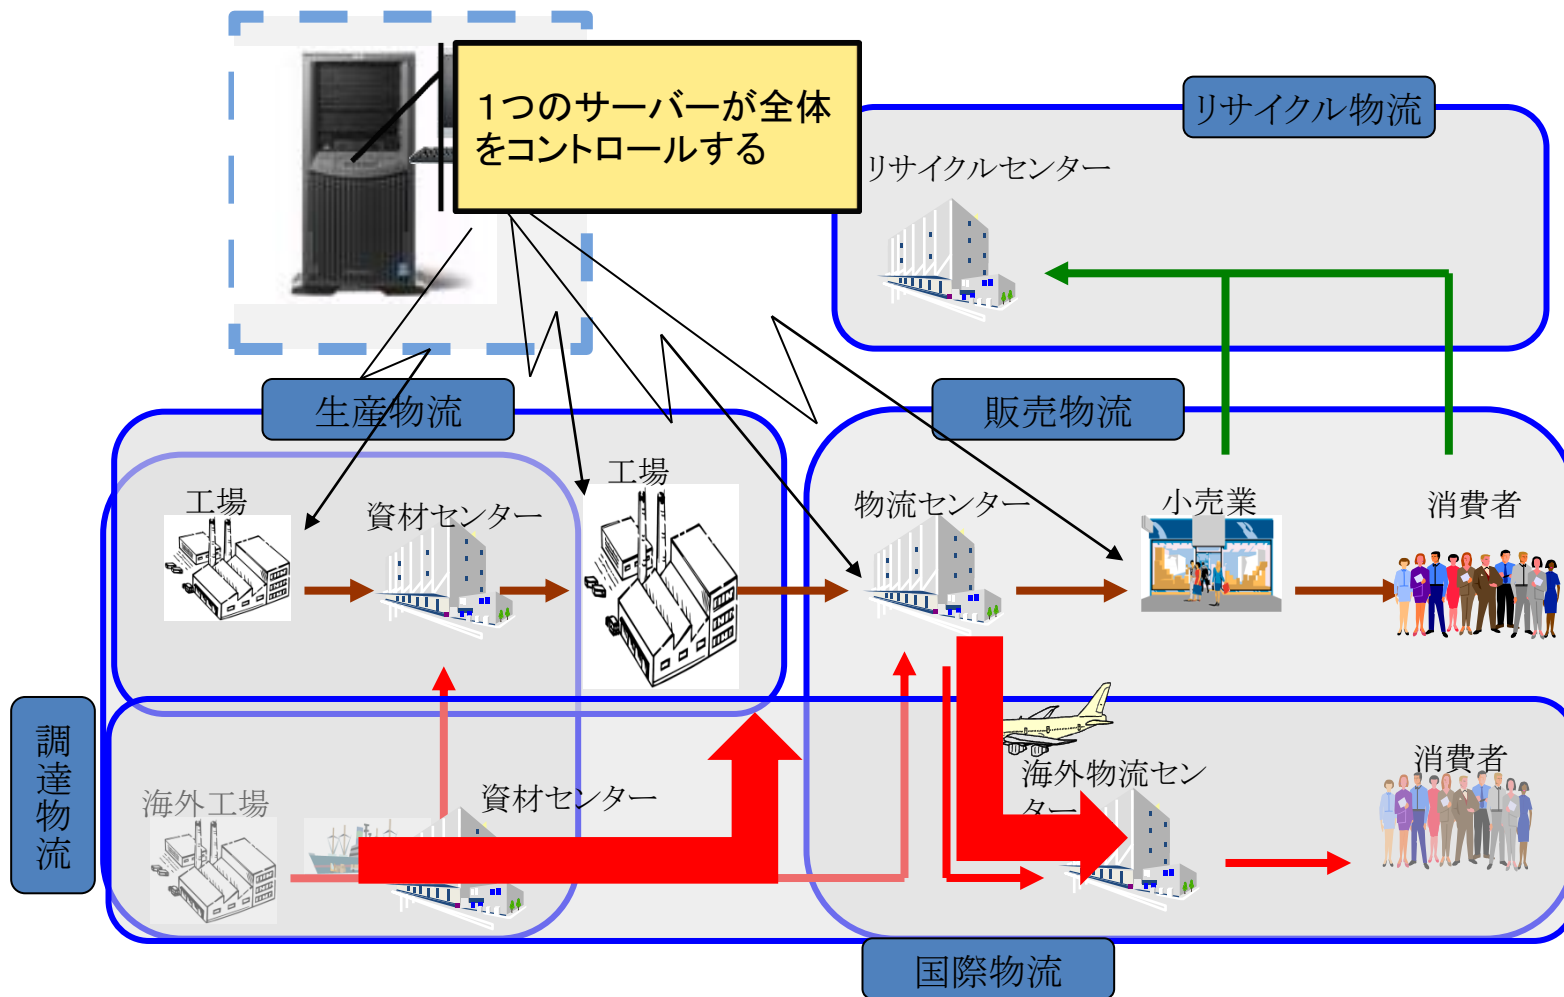 1つのサーバーが全体
をコントロールする
リサイクル物流
リサイクルセンター
生産物流
販売物流
工場
資材センター
工場
物流センター
小売業
消費者
調達物流
海外工場
資材センター
海外物流セン
ター
消費者
国際物流